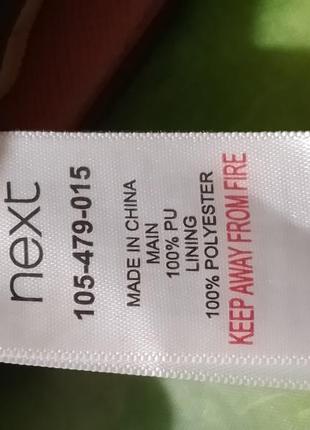 next
105-479-015
MADE IN CHINA
MAIN
100% PU
LINING
100% POLYESTER
KEEP AWAY FROM FIRE